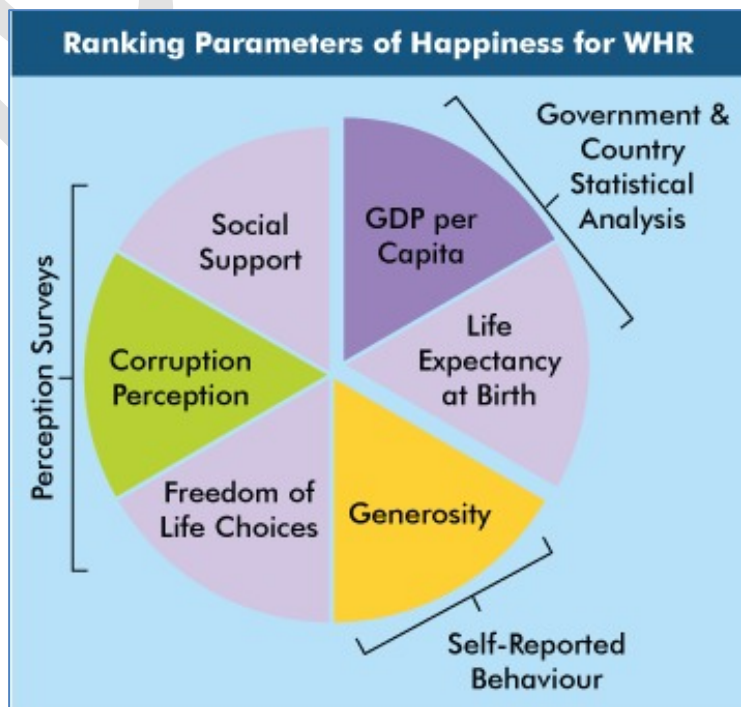 Ranking Parameters of Happiness for WHR
Government &
Country
Statistical
Analysis
GDP per
Capita
Life
Expectancy
at Birth
Generosity
Self-Reported
Behaviour
Freedom of
Life Choices
Corruption
Perception
Social
Support
Perception Surveys